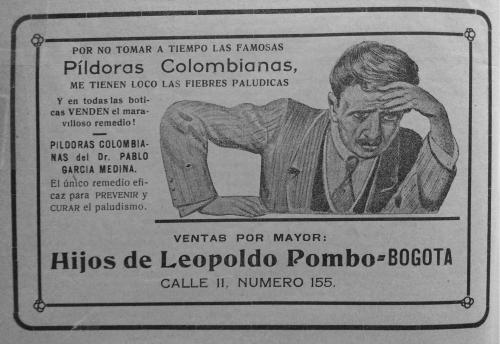 POR NO TOMAR A TIEMPO LAS FAMOSAS
Píldoras Colombianas,
ME TIENEN LOCO LAS FIEBRES PALUDICAS
Y en todas las boti-
cas VENDEN el mara-
villoso remedio!
PILDORAS COLOMBIA-
NAS del Dr. PABLO
GARCIA MEDINA.
El único remedio efi-
caz para PREVENIR y
CURAR el paludismo.
VENTAS POR MAYOR:
Hijos de Leopoldo Pombo=BOGOTA
CALLE 11, NUMERO 155.